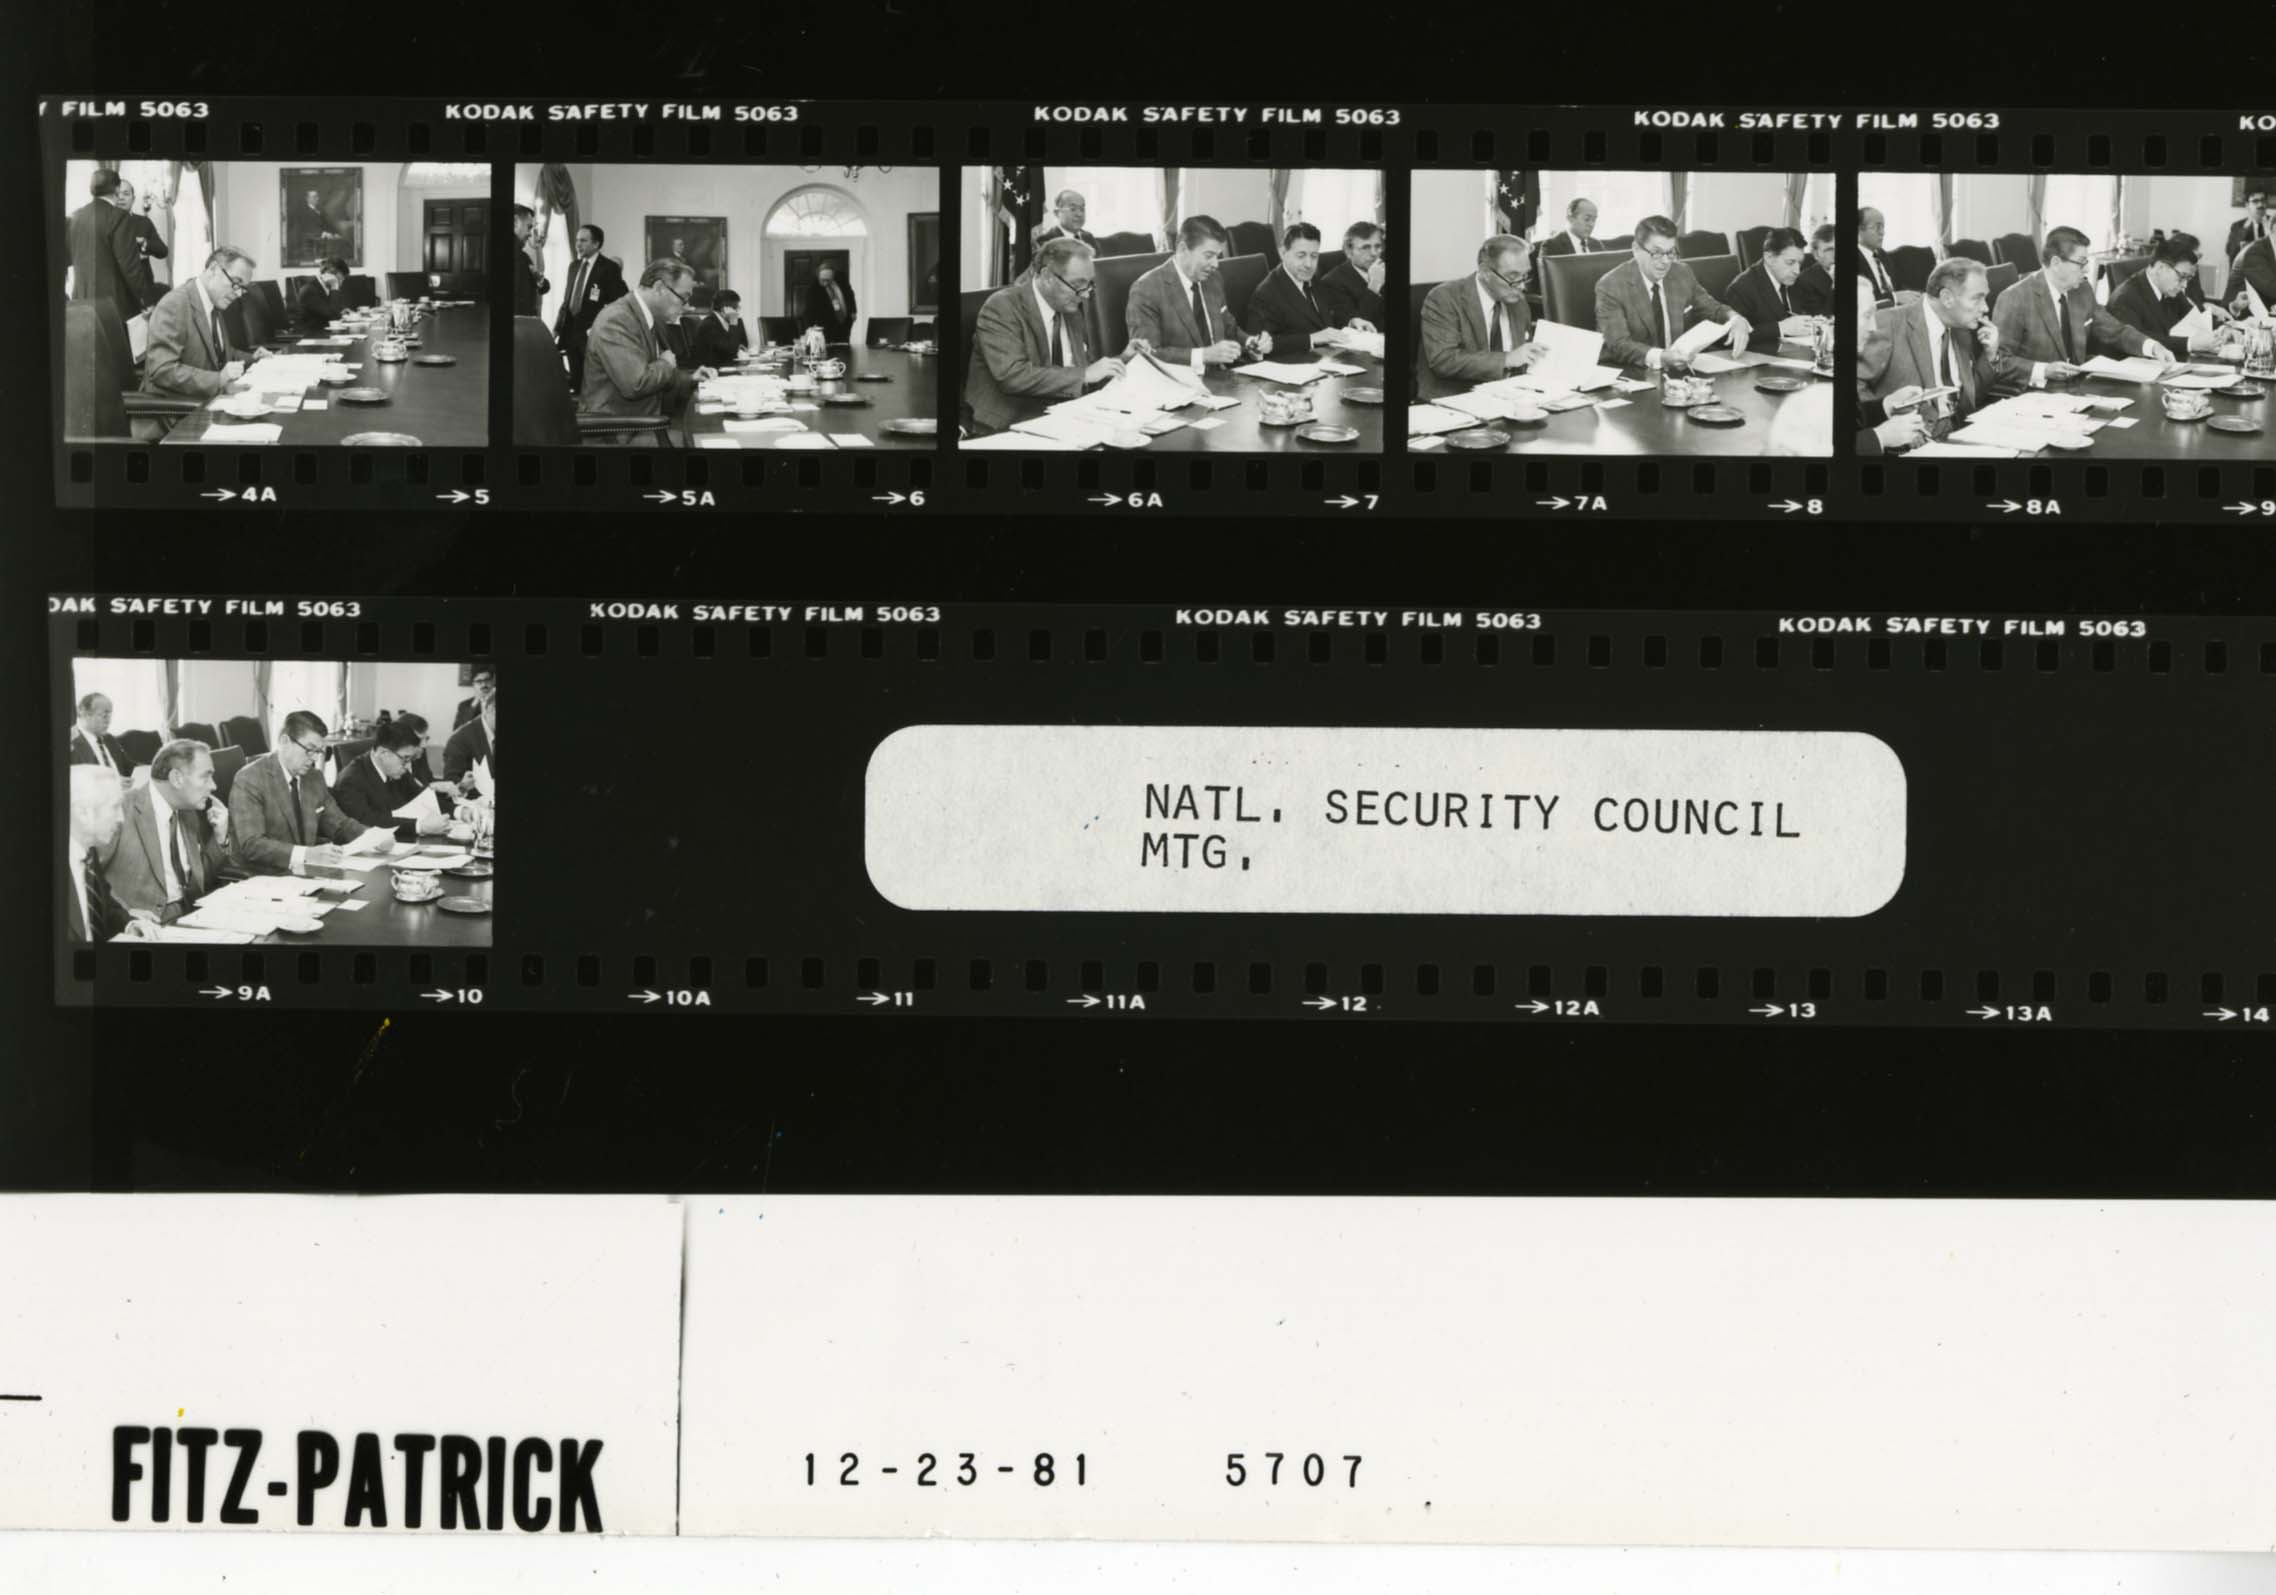 Y FILM 5063 KODAK SAFETY FILM 5063 KODAK SAFETY FILM 5063 KODAK SAFETY FILM 5063 KO
→4A →5 →5A →6 →6A →7 →7A →8 →8A →9
DAK SAFETY FILM 5063 KODAK SAFETY FILM 5063 KODAK SAFETY FILM 5063 KODAK SAFETY FILM 5063
NATL. SECURITY COUNCIL
MTG.
→9A →10 →10A →11 →11A →12 →12A →13 →13A →14
FITZ-PATRICK 12-23-81 5707